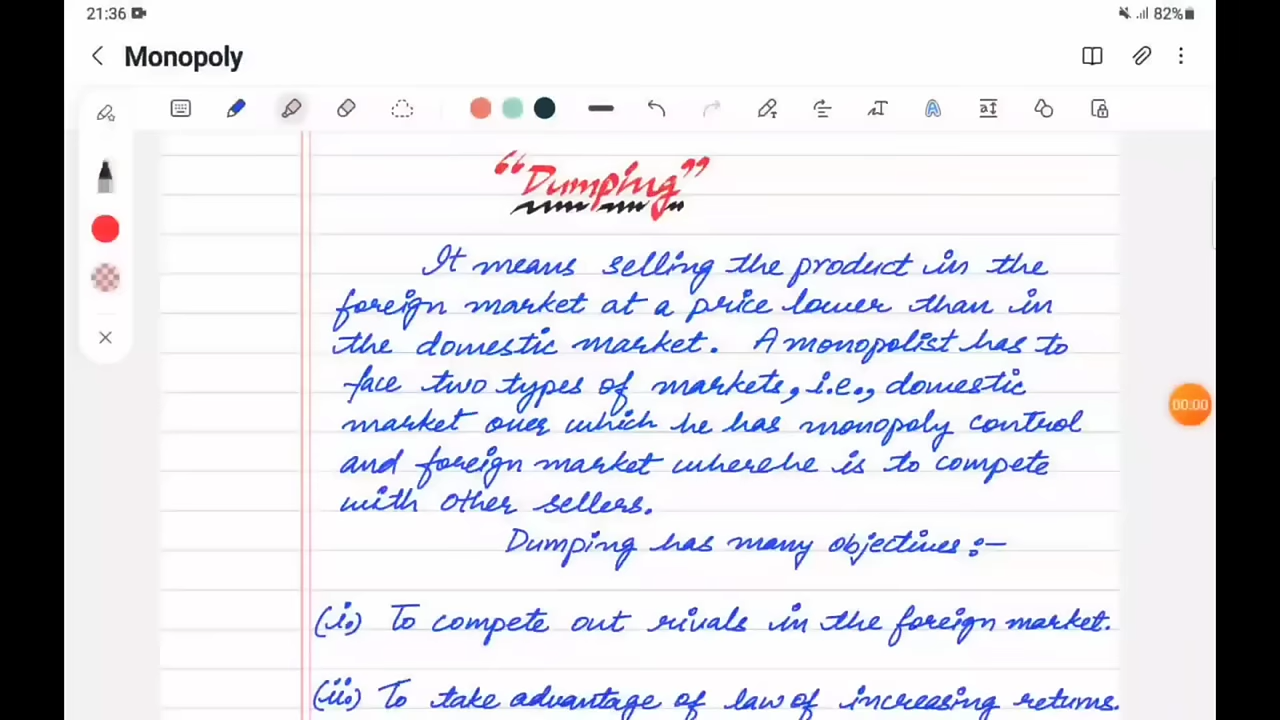 21:36
82%
Monopoly
"Dumping"
It means selling the product in the
foreign market at a price lower than in
the domestic market. A monopolist has to
face two types of markets, i.e., domestic
market over which he has monopoly control
and foreign market where he is to compete
with other sellers.
Dumping has many objectives :-
00:00
(i.) To compete out rivals in the foreign market.
(ii.) To take advantage of law of increasing returns.